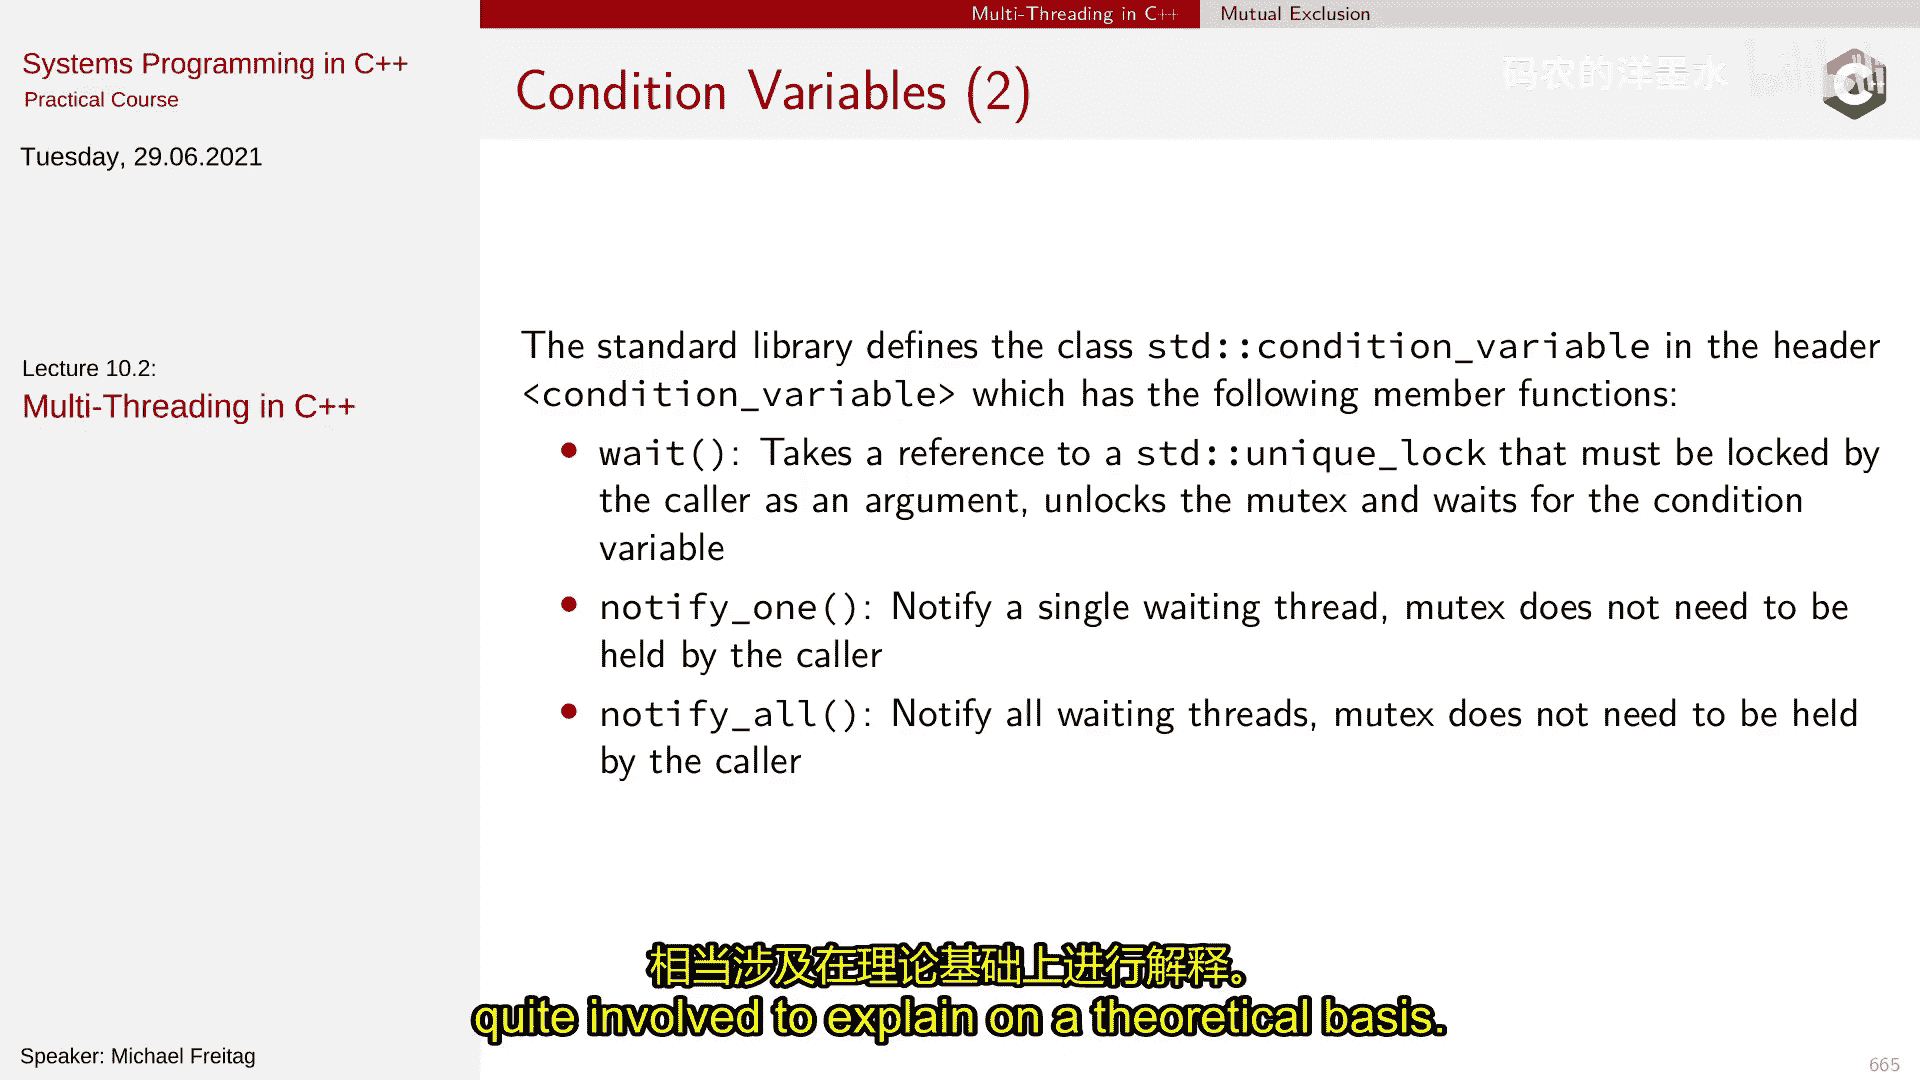 Multi-Threading in C++ Mutual Exclusion
Systems Programming in C++
Practical Course
Tuesday, 29.06.2021
Lecture 10.2:
Multi-Threading in C++
Speaker: Michael Freitag
Condition Variables (2)
码农的洋墨水
The standard library defines the class std::condition_variable in the header
<condition_variable> which has the following member functions:
• wait(): Takes a reference to a std::unique_lock that must be locked by
the caller as an argument, unlocks the mutex and waits for the condition
variable
• notify_one(): Notify a single waiting thread, mutex does not need to be
held by the caller
• notify_all(): Notify all waiting threads, mutex does not need to be held
by the caller
相当涉及在理论基础上进行解释。
quite involved to explain on a theoretical basis.
665